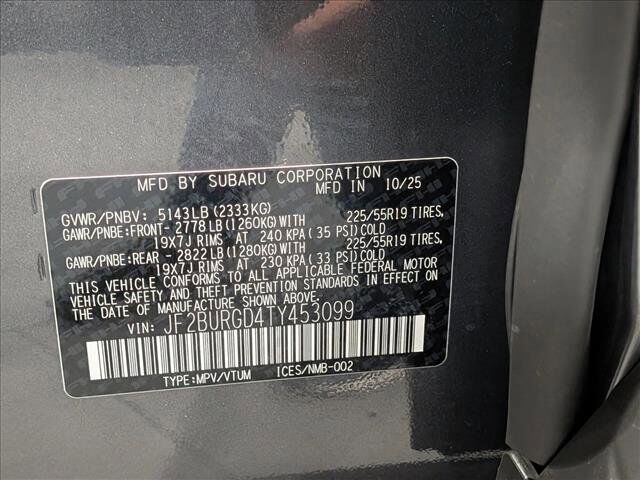 MFD BY SUBARU CORPORATION
MFD IN 10/25
GVWR/PNBV: 5143LB(2333KG)
GAWR/PNBE:FRONT- 2778LB(1260KG)WITH 225/55R19 TIRES,
19X7J RIMS AT 240 KPA(35 PSI)COLD
GAWR/PNBE:REAR - 2822LB(1280KG)WITH 225/55R19 TIRES,
19X7J RIMS AT 230 KPA(33 PSI)COLD
THIS VEHICLE CONFORMS TO ALL APPLICABLE FEDERAL MOTOR
VEHICLE SAFETY AND THEFT PREVENTION STANDARDS IN EFFECT ON
THE DATE OF MANUFACTURE SHOWN ABOVE.
VIN: JF2BURGD4TY453099
TYPE:MPV/VTUM ICES/NMB-002